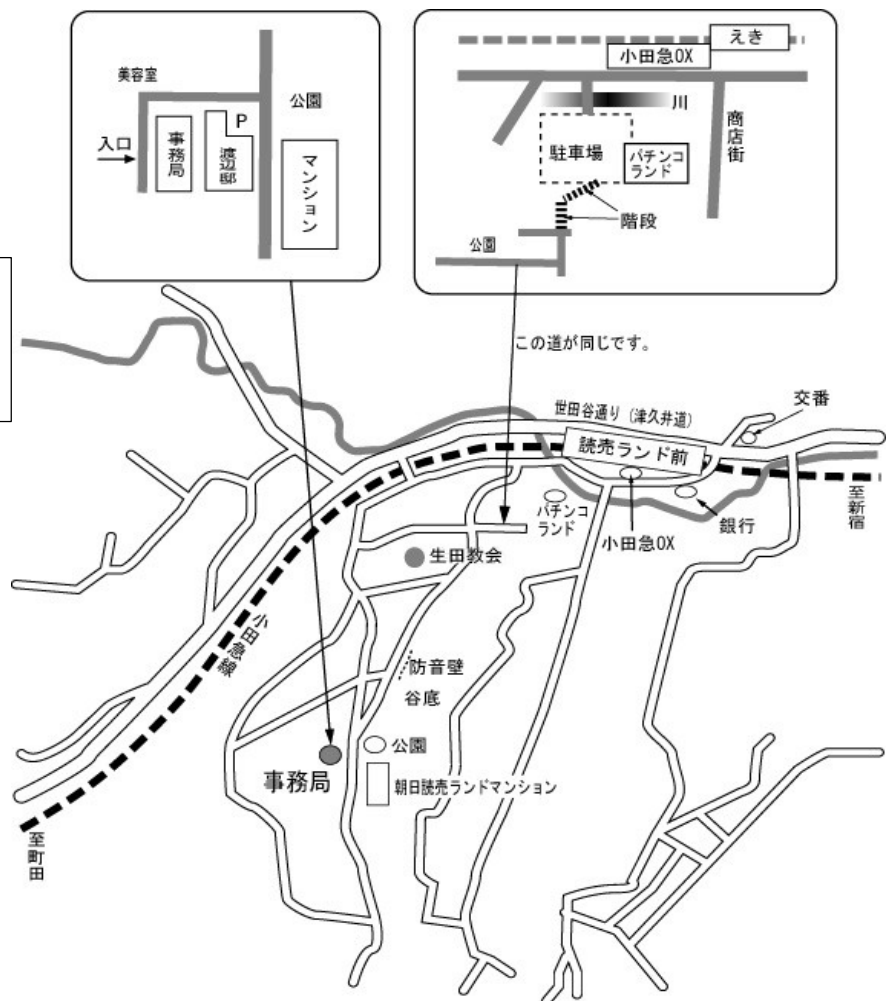 美容室
公園
P
入口
事務局
渡辺邸
マンション
えき
小田急OX
川
商店街
駐車場
パチンコ
ランド
階段
公園
この道が同じです。
世田谷通り(津久井道)
交番
読売ランド前
至新宿
パチンコ
ランド
小田急OX
銀行
生田教会
小田急線
防音壁
谷底
公園
事務局
朝日読売ランドマンション
至町田